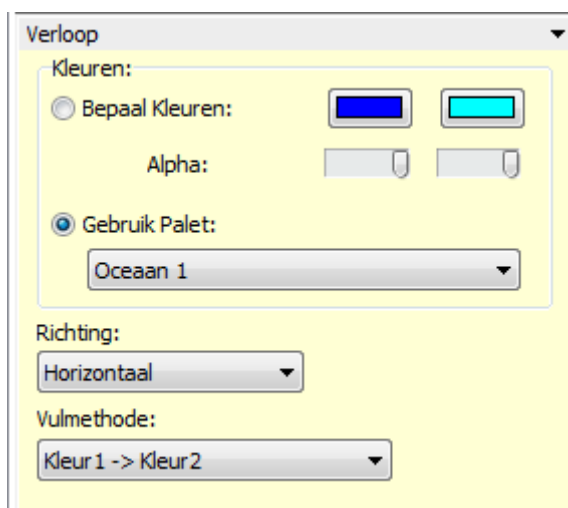 Verloop
Kleuren:
Bepaal Kleuren:
Alpha:
Gebruik Palet:
Oceaan 1
Richting:
Horizontaal
Vulmethode:
Kleur1 -> Kleur2